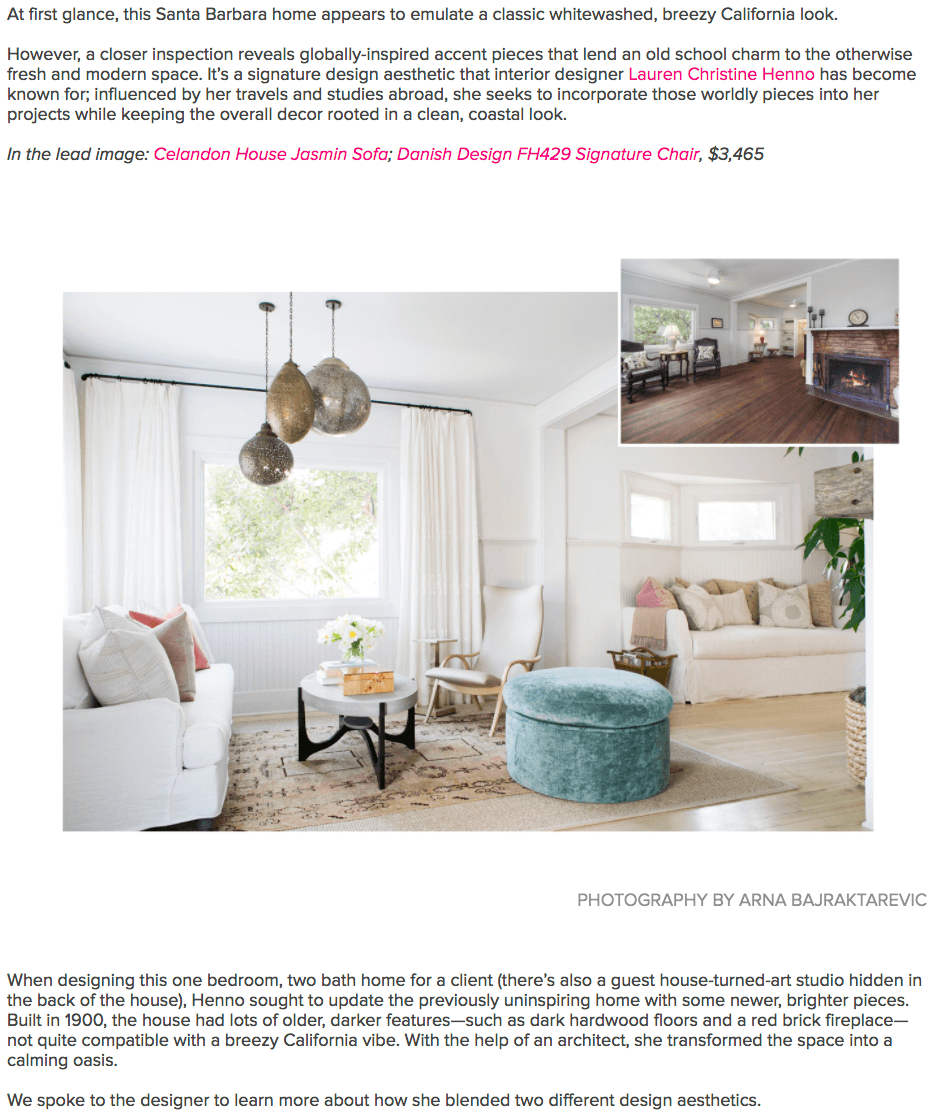 At first glance, this Santa Barbara home appears to emulate a classic whitewashed, breezy California look.
However, a closer inspection reveals globally-inspired accent pieces that lend an old school charm to the otherwise
fresh and modern space. It's a signature design aesthetic that interior designer Lauren Christine Henno has become
known for; influenced by her travels and studies abroad, she seeks to incorporate those worldly pieces into her
projects while keeping the overall decor rooted in a clean, coastal look.
In the lead image: Celandon House Jasmin Sofa; Danish Design FH429 Signature Chair, $3,465
PHOTOGRAPHY BY ARNA BAJRAKTAREVIC
When designing this one bedroom, two bath home for a client (there's also a guest house-turned-art studio hidden in
the back of the house), Henno sought to update the previously uninspiring home with some newer, brighter pieces.
Built in 1900, the house had lots of older, darker features—such as dark hardwood floors and a red brick fireplace—
not quite compatible with a breezy California vibe. With the help of an architect, she transformed the space into a
calming oasis.
We spoke to the designer to learn more about how she blended two different design aesthetics.